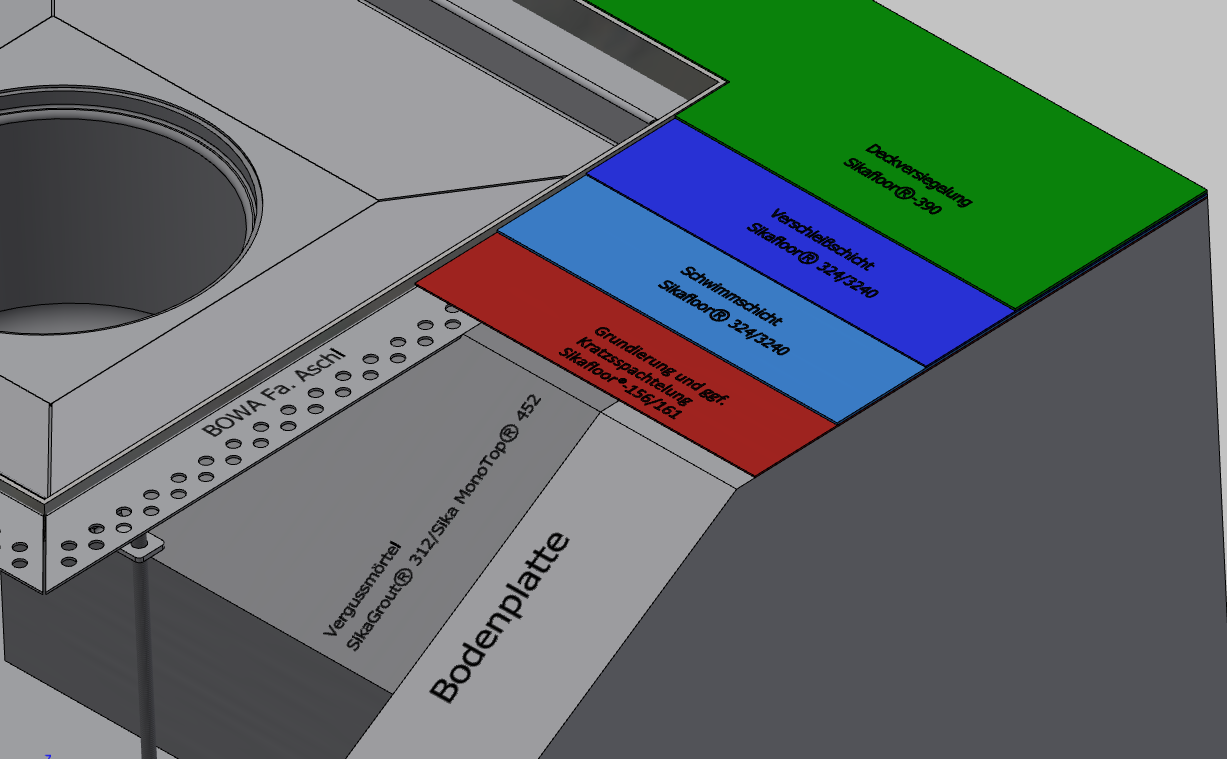 Deckversiegelung
Sikafloor®-390
Verschleißschicht
Sikafloor® 324/3240
Schwimmschicht
Sikafloor® 324/3240
Grundierung und ggf.
Kratzsspachtelung
Sikafloor®-156/161
BOWA Fa. Aschl
Vergussmörtel
SikaGrout® 312/Sika MonoTop® 452
Bodenplatte